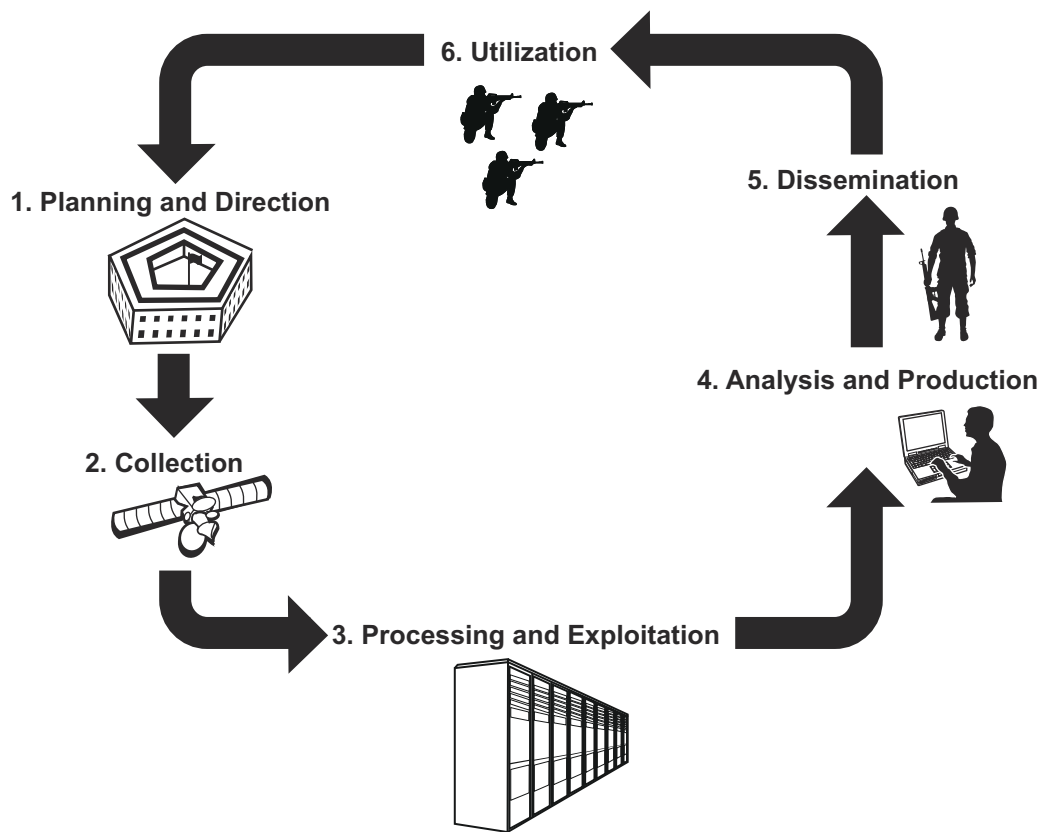 6. Utilization
1. Planning and Direction
5. Dissemination
4. Analysis and Production
2. Collection
3. Processing and Exploitation